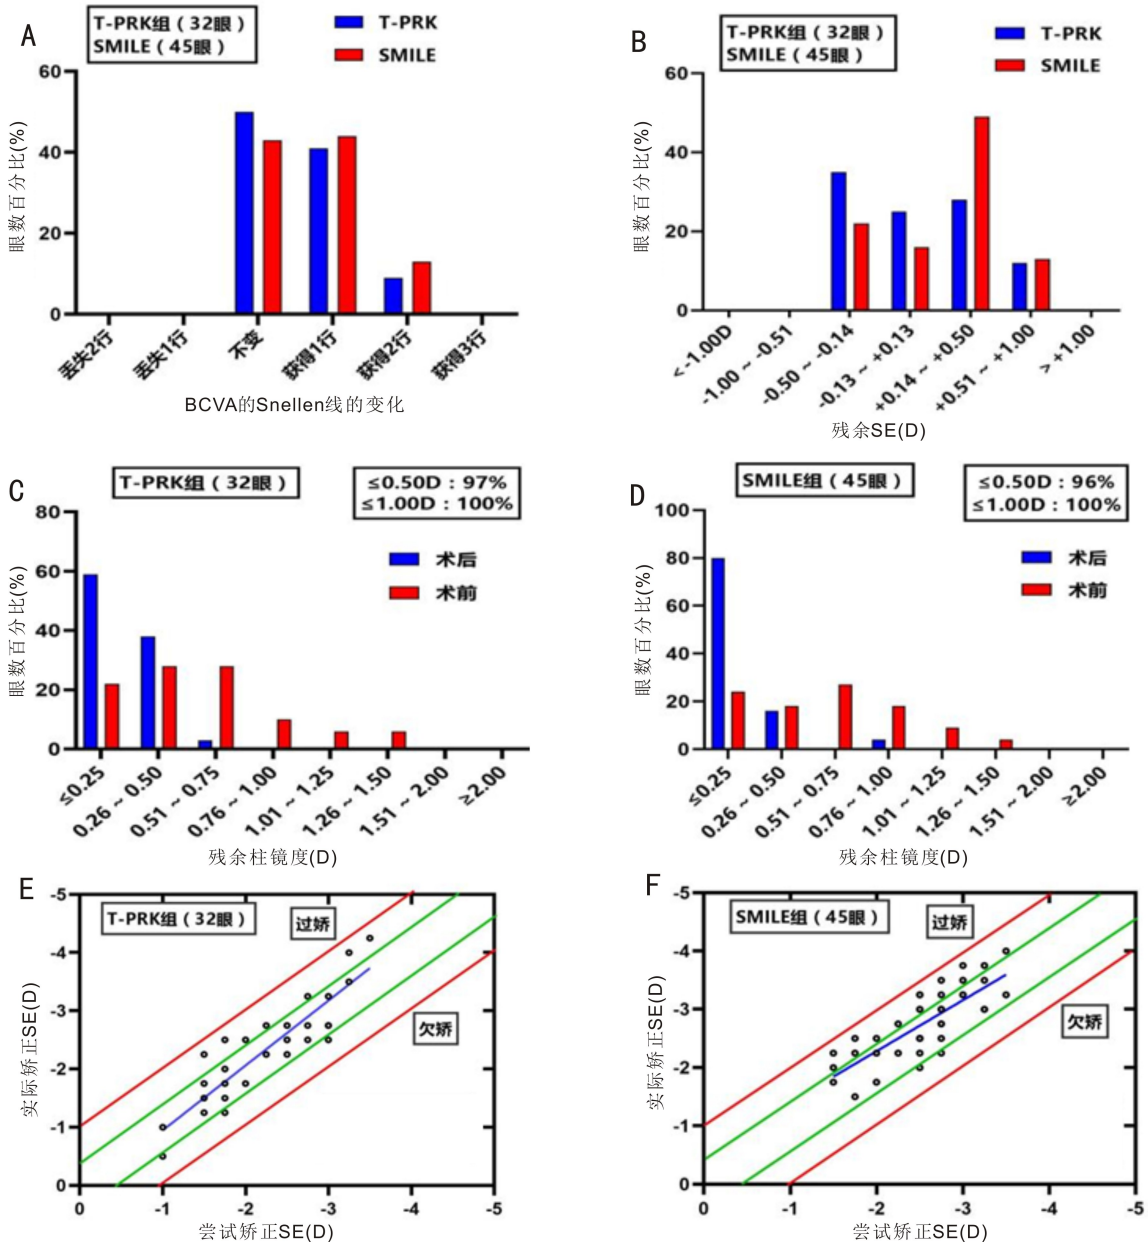 A
T-PRK组（32眼）
SMILE（45眼）
T-PRK
SMILE
眼数百分比(%)
60
40
20
0
丢失2行
丢失1行
不变
获得1行
获得2行
获得3行
BCVA的Snellen线的变化
B
T-PRK组（32眼）
SMILE（45眼）
T-PRK
SMILE
眼数百分比(%)
60
40
20
0
< -1.00D
-1.00 ~ -0.51
-0.50 ~ -0.14
-0.13 ~ +0.13
+0.14 ~ +0.50
+0.51 ~ +1.00
> +1.00
残余SE(D)
C
T-PRK组（32眼）
≤0.50D：97%
≤1.00D：100%
术后
术前
眼数百分比(%)
80
60
40
20
0
≤0.25
0.26 ~ 0.50
0.51 ~ 0.75
0.76 ~ 1.00
1.01 ~ 1.25
1.26 ~ 1.50
1.51 ~ 2.00
≥2.00
残余柱镜度(D)
D
SMILE组（45眼）
≤0.50D：96%
≤1.00D：100%
术后
术前
眼数百分比(%)
100
80
60
40
20
0
≤0.25
0.26 ~ 0.50
0.51 ~ 0.75
0.76 ~ 1.00
1.01 ~ 1.25
1.26 ~ 1.50
1.51 ~ 2.00
≥2.00
残余柱镜度(D)
E
T-PRK组（32眼）
过娇
欠矫
实际矫正SE(D)
-5
-4
-3
-2
-1
0
0
-1
-2
-3
-4
-5
尝试矫正SE(D)
F
SMILE组（45眼）
过矫
欠矫
实际矫正SE(D)
-5
-4
-3
-2
-1
0
0
-1
-2
-3
-4
-5
尝试矫正SE(D)